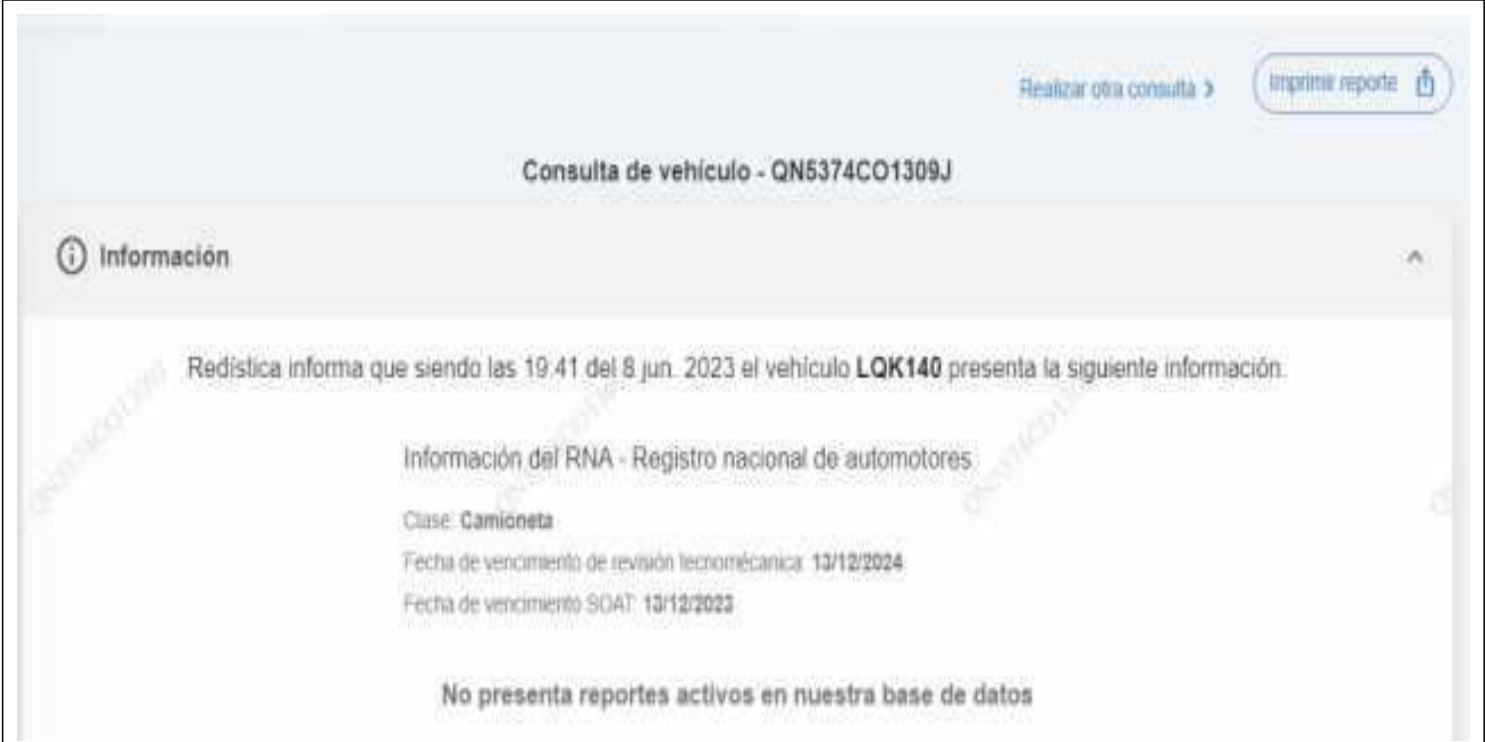 Realizar otra consulta >
Imprimir reporte
Consulta de vehículo - QN5374CO1309J
Información
Redística informa que siendo las 19:41 del 8 jun. 2023 el vehículo LQK140 presenta la siguiente información.
Información del RNA - Registro nacional de automotores
Clase: Camioneta
Fecha de vencimiento de revisión tecnomécanica: 13/12/2024
Fecha de vencimiento SOAT: 13/12/2023
No presenta reportes activos en nuestra base de datos